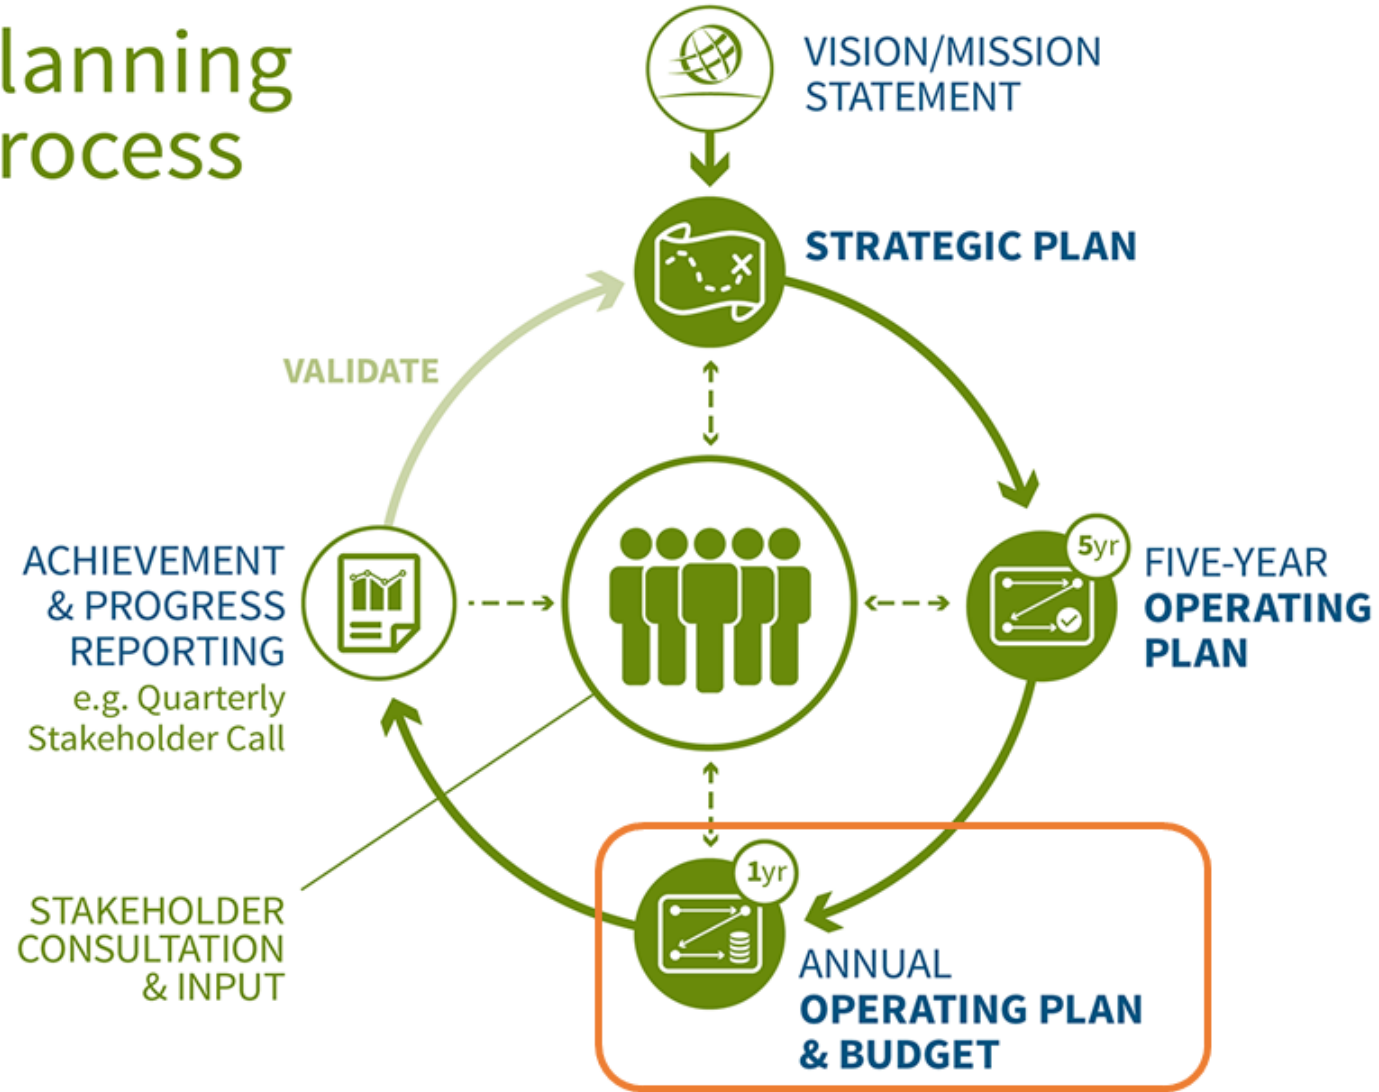 lanning
rocess
VISION/MISSION
STATEMENT
STRATEGIC PLAN
VALIDATE
5yr
FIVE-YEAR
OPERATING
PLAN
ACHIEVEMENT
& PROGRESS
REPORTING
e.g. Quarterly
Stakeholder Call
1yr
STAKEHOLDER
CONSULTATION
& INPUT
ANNUAL
OPERATING PLAN
& BUDGET